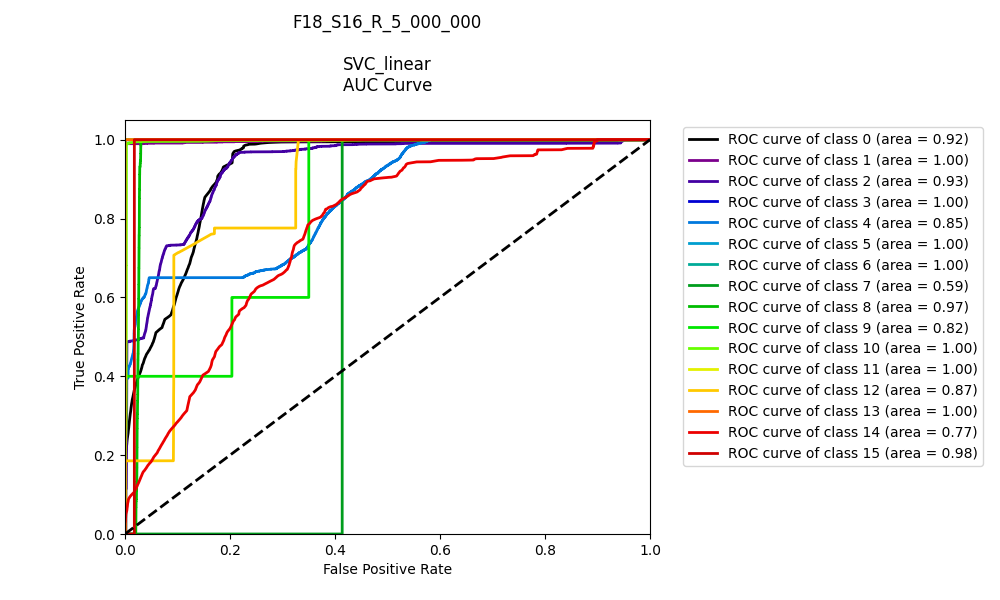 F18_S16_R_5_000_000
SVC_linear
AUC Curve
True Positive Rate
1.0
0.8
0.6
0.4
0.2
0.0
0.0 0.2 0.4 0.6 0.8 1.0
False Positive Rate
ROC curve of class 0 (area = 0.92)
ROC curve of class 1 (area = 1.00)
ROC curve of class 2 (area = 0.93)
ROC curve of class 3 (area = 1.00)
ROC curve of class 4 (area = 0.85)
ROC curve of class 5 (area = 1.00)
ROC curve of class 6 (area = 1.00)
ROC curve of class 7 (area = 0.59)
ROC curve of class 8 (area = 0.97)
ROC curve of class 9 (area = 0.82)
ROC curve of class 10 (area = 1.00)
ROC curve of class 11 (area = 1.00)
ROC curve of class 12 (area = 0.87)
ROC curve of class 13 (area = 1.00)
ROC curve of class 14 (area = 0.77)
ROC curve of class 15 (area = 0.98)